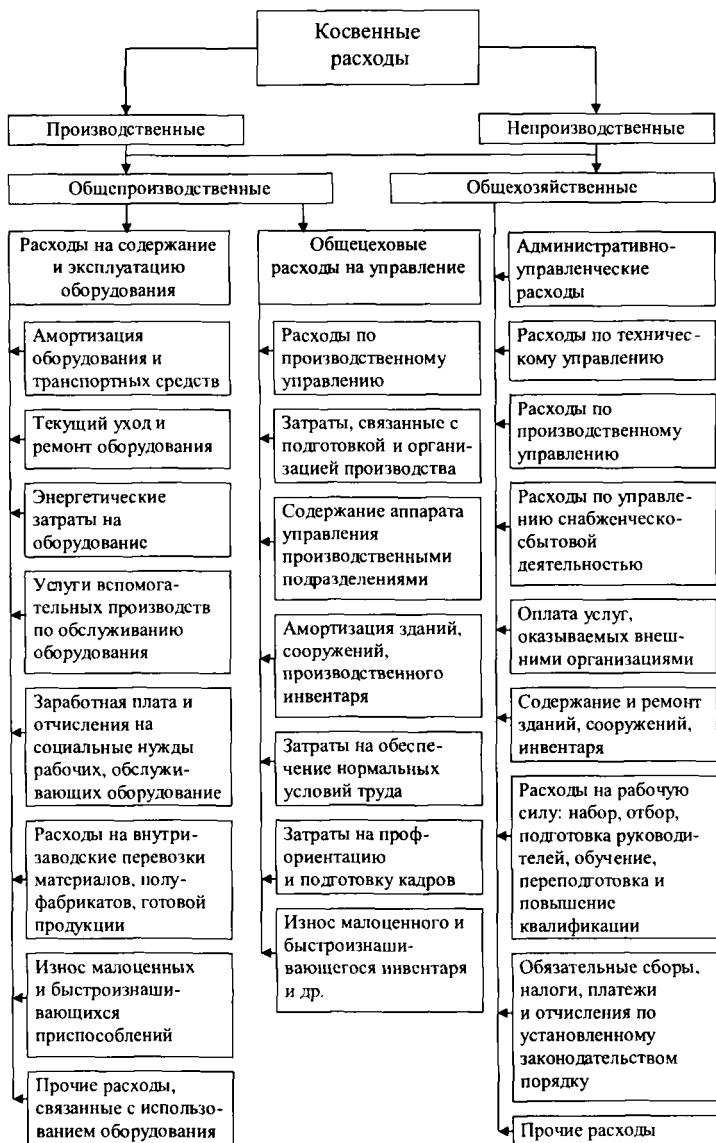 Косвенные
расходы
Производственные
Непроизводственные
Общепроизводственные
Общехозяйственные
Расходы на содержание
и эксплуатацию
оборудования
Амортизация
оборудования и
транспортных средств
Текущий уход и
ремонт оборудования
Энергетические
затраты на
оборудование
Услуги вспомога-
тельных производств
по обслуживанию
оборудования
Заработная плата и
отчисления на
социальные нужды
рабочих, обслужи-
вающих оборудование
Расходы на внутри-
заводские перевозки
материалов, полу-
фабрикатов, готовой
продукции
Износ малоценных
и быстроизнаши-
вающихся
приспособлений
Прочие расходы,
связанные с использо-
ванием оборудования
Общецеховые
расходы на управление
Расходы по
производственному
управлению
Затраты, связанные с
подготовкой и органи-
зацией производства
Содержание аппарата
управления
производственными
подразделениями
Амортизация зданий,
сооружений,
производственного
инвентаря
Затраты на обеспе-
чение нормальных
условий труда
Затраты на проф-
ориентацию
и подготовку кадров
Износ малоценного и
быстроизнаши-
вающегося инвентаря
и др.
Административно-
управленческие
расходы
Расходы по техничес-
кому управлению
Расходы по
производственному
управлению
Расходы по управле-
нию снабженческо-
сбытовой
деятельностью
Оплата услуг,
оказываемых внеш-
ними организациями
Содержание и ремонт
зданий, сооружений,
инвентаря
Расходы на рабочую
силу: набор, отбор,
подготовка руководи-
телей, обучение,
переподготовка и
повышение
квалификации
Обязательные сборы,
налоги, платежи
и отчисления по
установленному
законодательством
порядку
Прочие расходы